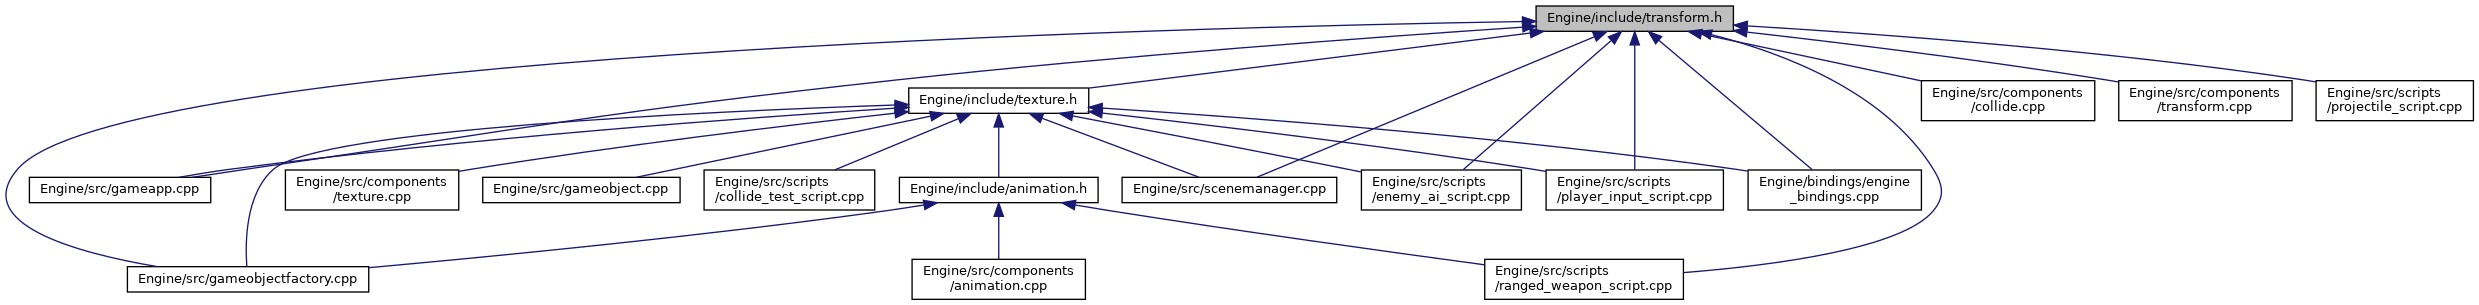 Engine/include/transform.h
Engine/include/texture.h
Engine/src/components
/collide.cpp
Engine/src/components
/transform.cpp
Engine/src/scripts
/projectile_script.cpp
Engine/src/gameapp.cpp
Engine/src/components
/texture.cpp
Engine/src/gameobject.cpp
Engine/src/scripts
/collide_test_script.cpp
Engine/include/animation.h
Engine/src/scenemanager.cpp
Engine/src/scripts
/enemy_ai_script.cpp
Engine/src/scripts
/player_input_script.cpp
Engine/bindings/engine
_bindings.cpp
Engine/src/gameobjectfactory.cpp
Engine/src/components
/animation.cpp
Engine/src/scripts
/ranged_weapon_script.cpp